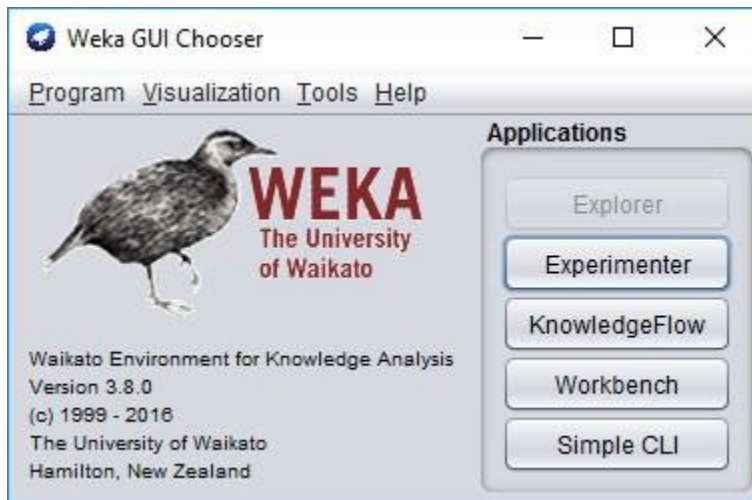 Weka GUI Chooser
Program Visualization Tools Help
WEKA
The University
of Waikato
Waikato Environment for Knowledge Analysis
Version 3.8.0
(c) 1999 - 2016
The University of Waikato
Hamilton, New Zealand
Applications
Explorer
Experimenter
KnowledgeFlow
Workbench
Simple CLI